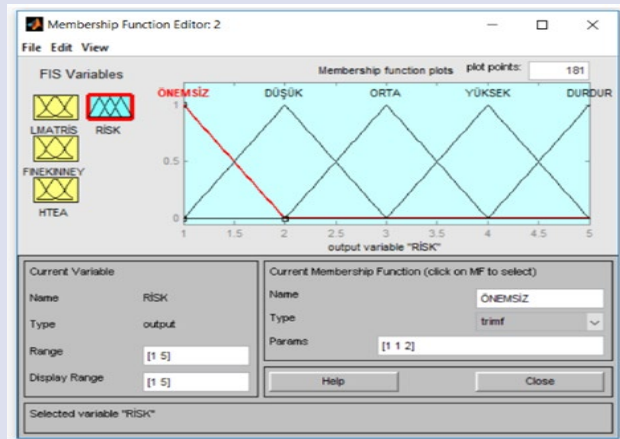 Membership Function Editor: 2
File Edit View
FIS Variables
LMATRİS
RİSK
FINEKINNEY
HTEA
Membership function plots
plot points:
181
ÖNEMSİZ
DÜŞÜK
ORTA
YÜKSEK
DURDUR
1
0.5
0
1
1.5
2
2.5
3
3.5
4
4.5
5
output variable "RİSK"
Current Variable
Name
RİSK
Type
output
Range
[1 5]
Display Range
[1 5]
Current Membership Function (click on MF to select)
Name
ÖNEMSİZ
Type
trimf
Params
[1 1 2]
Help
Close
Selected variable "RİSK"